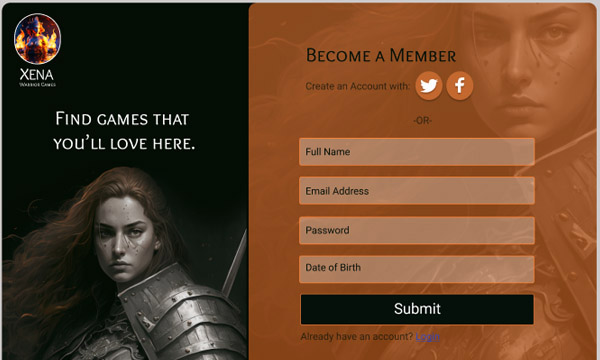 Xena
Warrior Games
Find games that
you'll love here.
Become a Member
Create an Account with:
-OR-
Full Name
Email Address
Password
Date of Birth
Submit
Already have an account? Login